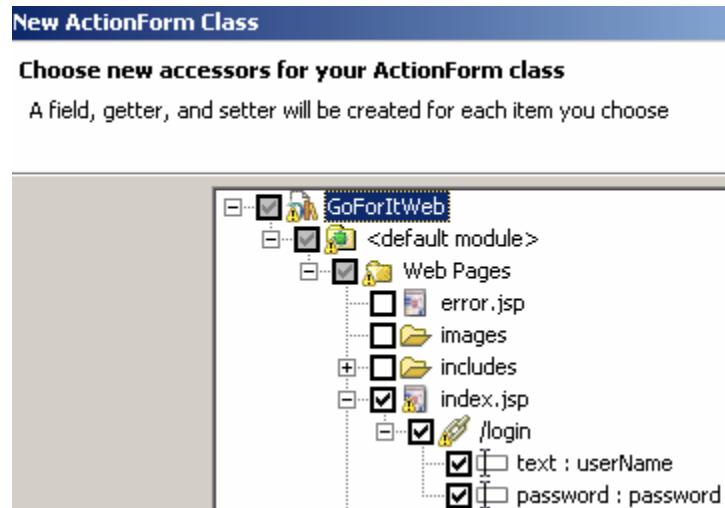 New ActionForm Class
Choose new accessors for your ActionForm class
A field, getter, and setter will be created for each item you choose
GoForItWeb
<default module>
Web Pages
error.jsp
images
includes
index.jsp
/login
text : userName
password : password